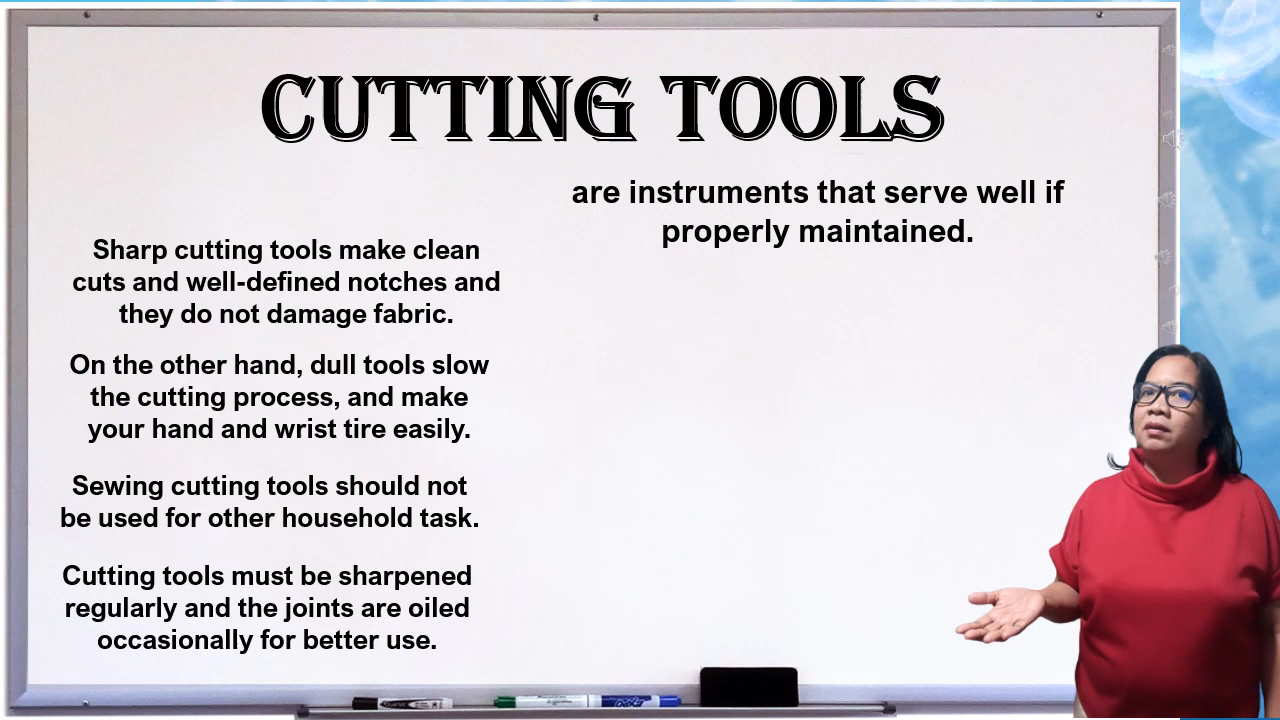 CUTTING TOOLS
are instruments that serve well if
properly maintained.
Sharp cutting tools make clean
cuts and well-defined notches and
they do not damage fabric.
On the other hand, dull tools slow
the cutting process, and make
your hand and wrist tire easily.
Sewing cutting tools should not
be used for other household task.
Cutting tools must be sharpened
regularly and the joints are oiled
occasionally for better use.